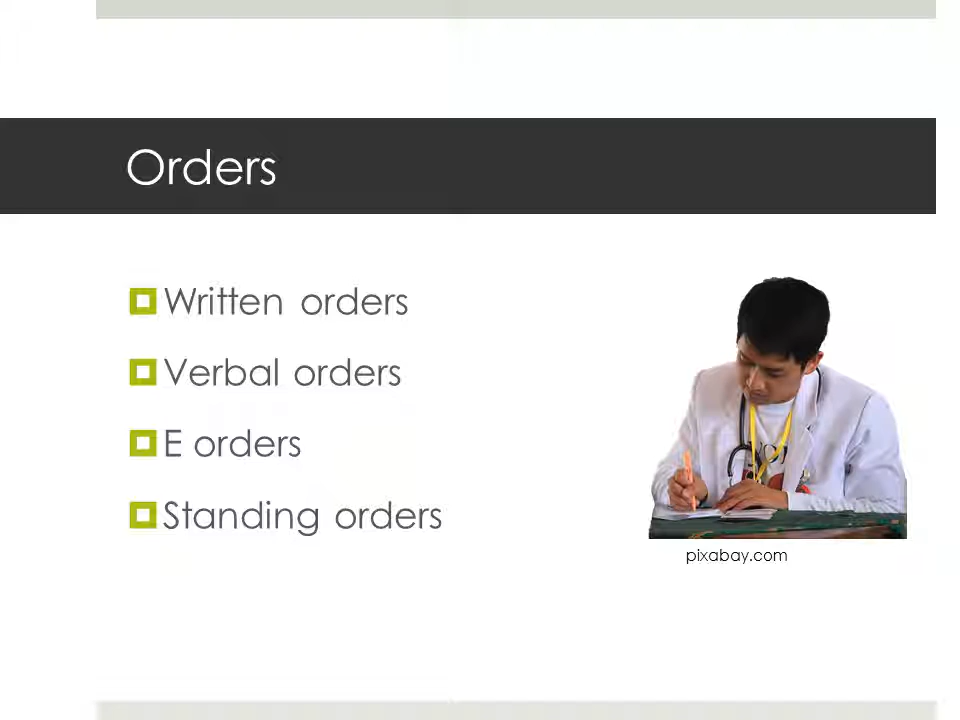 Orders
Written orders
Verbal orders
E orders
Standing orders
pixabay.com